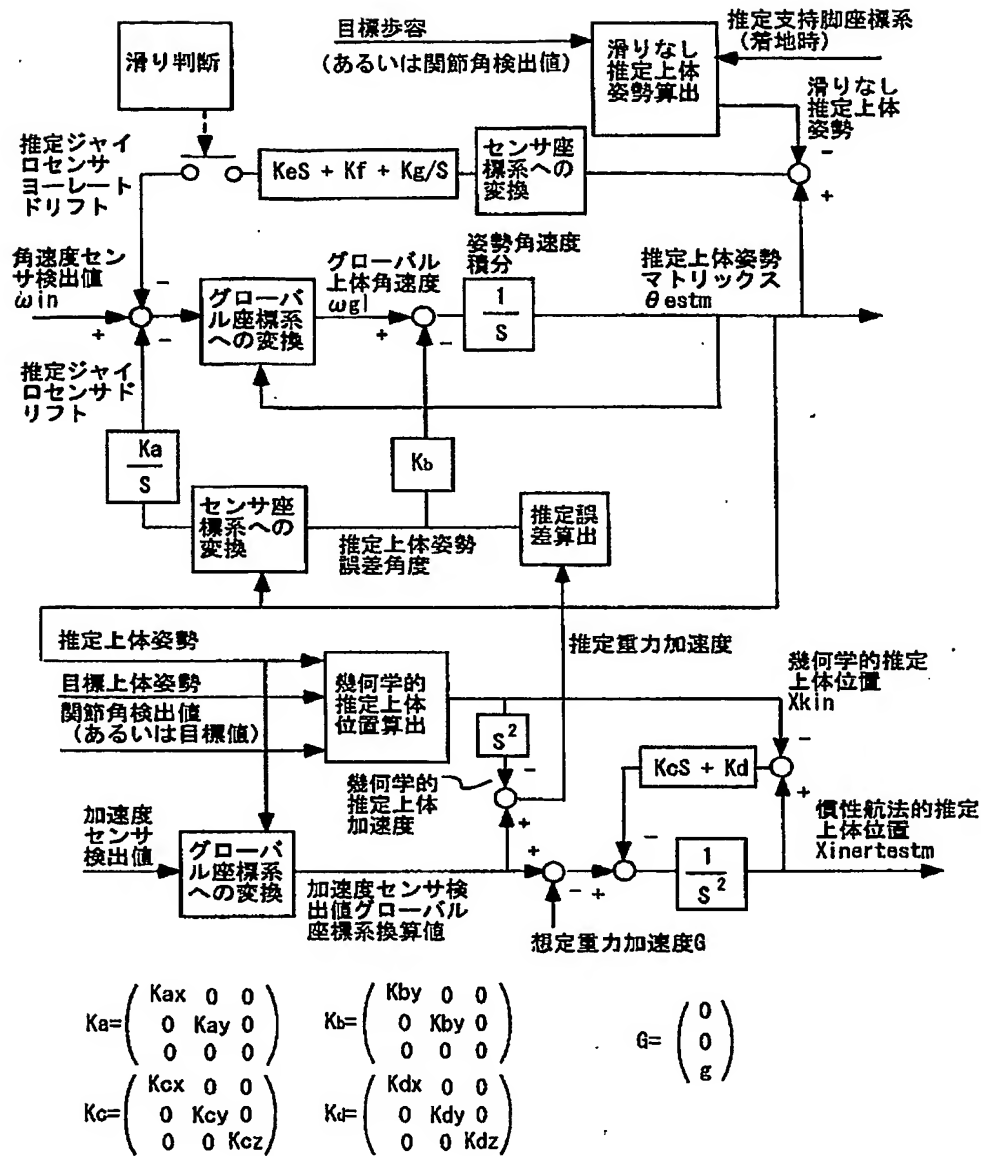 目標歩容
(あるいは関節角検出値)
滑り判断
滑りなし
推定上体
姿勢算出
推定支持脚座標系
(着地時)
滑りなし
推定上体
姿勢
推定ジャイ
ロセンサ
ヨーレート
ドリフト
KeS + Kf + Kg/S
センサ座
標系への
変換
−
+
角速度セン
サ検出値
ωin
+
−
−
グローバ
ル座標系
への変換
グローバル
上体角速度
ωgl
+
−
姿勢角速度
積分
1
S
推定上体姿勢
マトリックス
θestm
推定ジャイ
ロセンサド
リフト
Ka
S
Kb
センサ座
標系への
変換
推定上体姿勢
誤差角度
推定誤
差算出
推定上体姿勢
推定重力加速度
目標上体姿勢
関節角検出値
(あるいは目標値)
幾何学的
推定上体
位置算出
幾何学的推定
上体位置
Xkin
S²
−
+
幾何学的
推定上体
加速度
KcS + Kd
−
+
加速度
センサ
検出値
グローバ
ル座標系
への変換
加速度センサ検
出値グローバル
座標系換算値
+
−
+
−
1
S²
慣性航法的推定
上体位置
Xinertestm
想定重力加速度G
Ka=
Kax 0 0
0 Kay 0
0 0 0
Kb=
Kby 0 0
0 Kby 0
0 0 0
G=
0
0
g
Kc=
Kcx 0 0
0 Kcy 0
0 0 Kcz
Kd=
Kdx 0 0
0 Kdy 0
0 0 Kdz